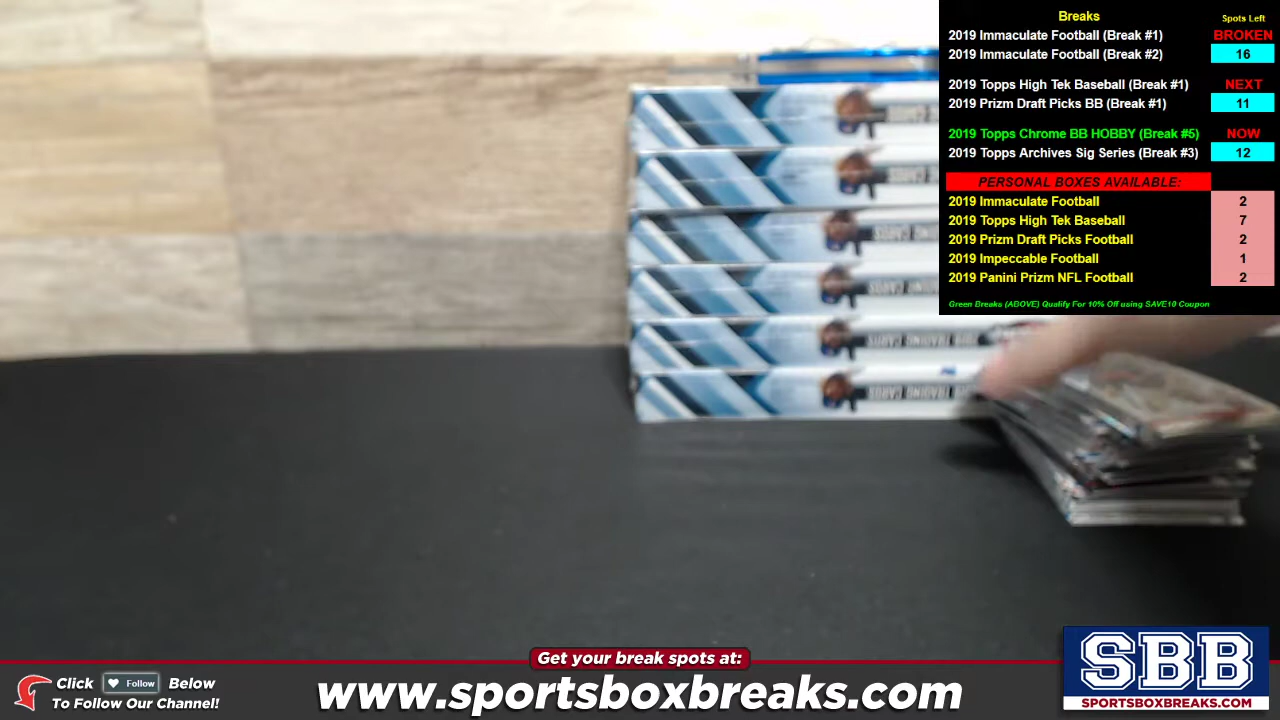 Breaks Spots Left
2019 Immaculate Football (Break #1) BROKEN
2019 Immaculate Football (Break #2) 16
2019 Topps High Tek Baseball (Break #1) NEXT
2019 Prizm Draft Picks BB (Break #1) 11
2019 Topps Chrome BB HOBBY (Break #5) NOW
2019 Topps Archives Sig Series (Break #3) 12
PERSONAL BOXES AVAILABLE:
2019 Immaculate Football 2
2019 Topps High Tek Baseball 7
2019 Prizm Draft Picks Football 2
2019 Impeccable Football 1
2019 Panini Prizm NFL Football 2
Green Breaks (ABOVE) Qualify For 10% Off using SAVE10 Coupon
Get your break spots at:
www.sportsboxbreaks.com
Click Follow Below
To Follow Our Channel!
SBB
SPORTSBOXBREAKS.COM